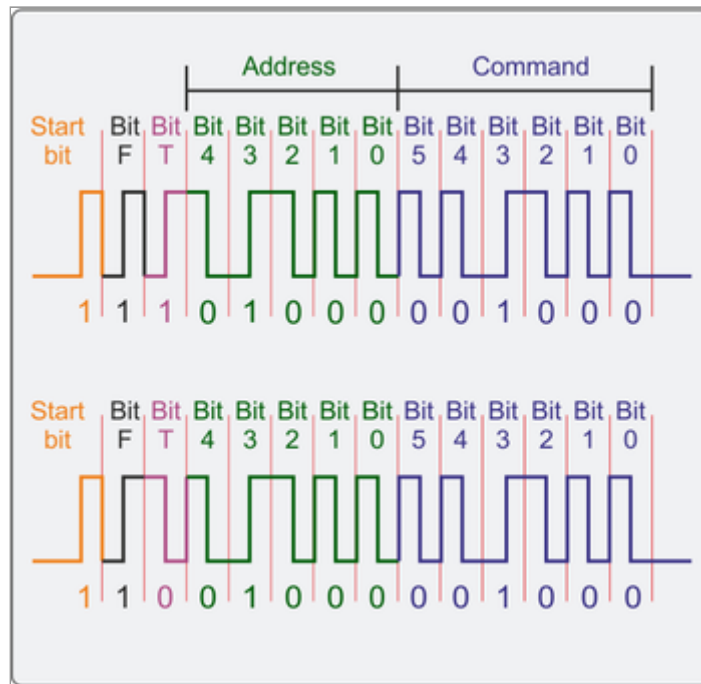 Address Command
Start Bit Bit Bit Bit Bit Bit Bit Bit Bit Bit Bit Bit Bit
bit F T 4 3 2 1 0 5 4 3 2 1 0
1 1 1 0 1 0 0 0 0 0 1 0 0 0
Start Bit Bit Bit Bit Bit Bit Bit Bit Bit Bit Bit Bit Bit
bit F T 4 3 2 1 0 5 4 3 2 1 0
1 1 0 0 1 0 0 0 0 0 1 0 0 0